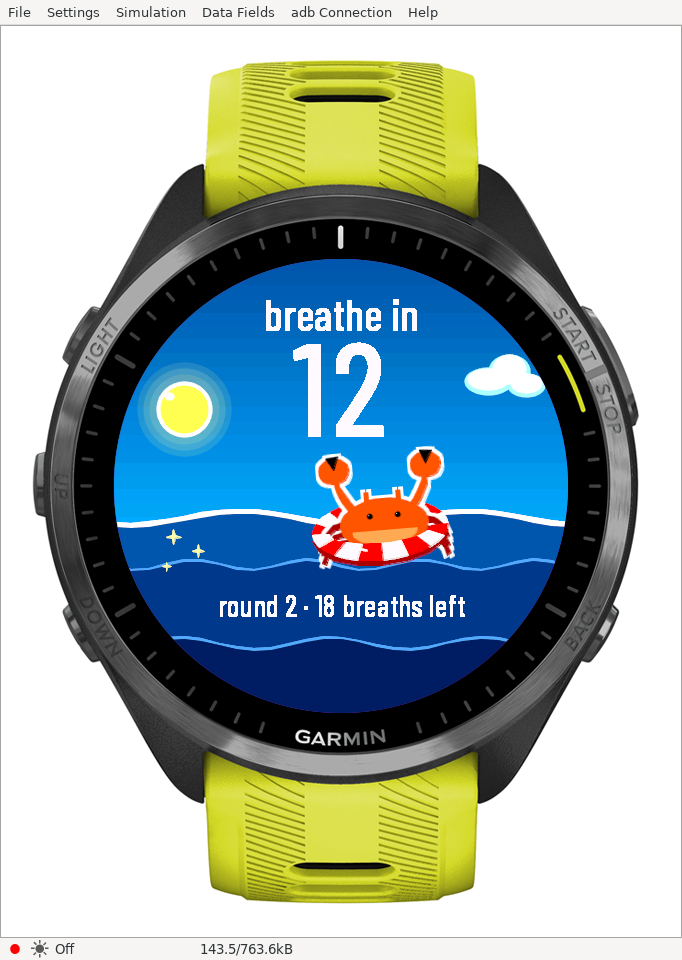 File Settings Simulation Data Fields adb Connection Help
LIGHT
START
STOP
UP
DOWN
BACK
breathe in
12
round 2 · 18 breaths left
GARMIN
Off 143.5/763.6kB